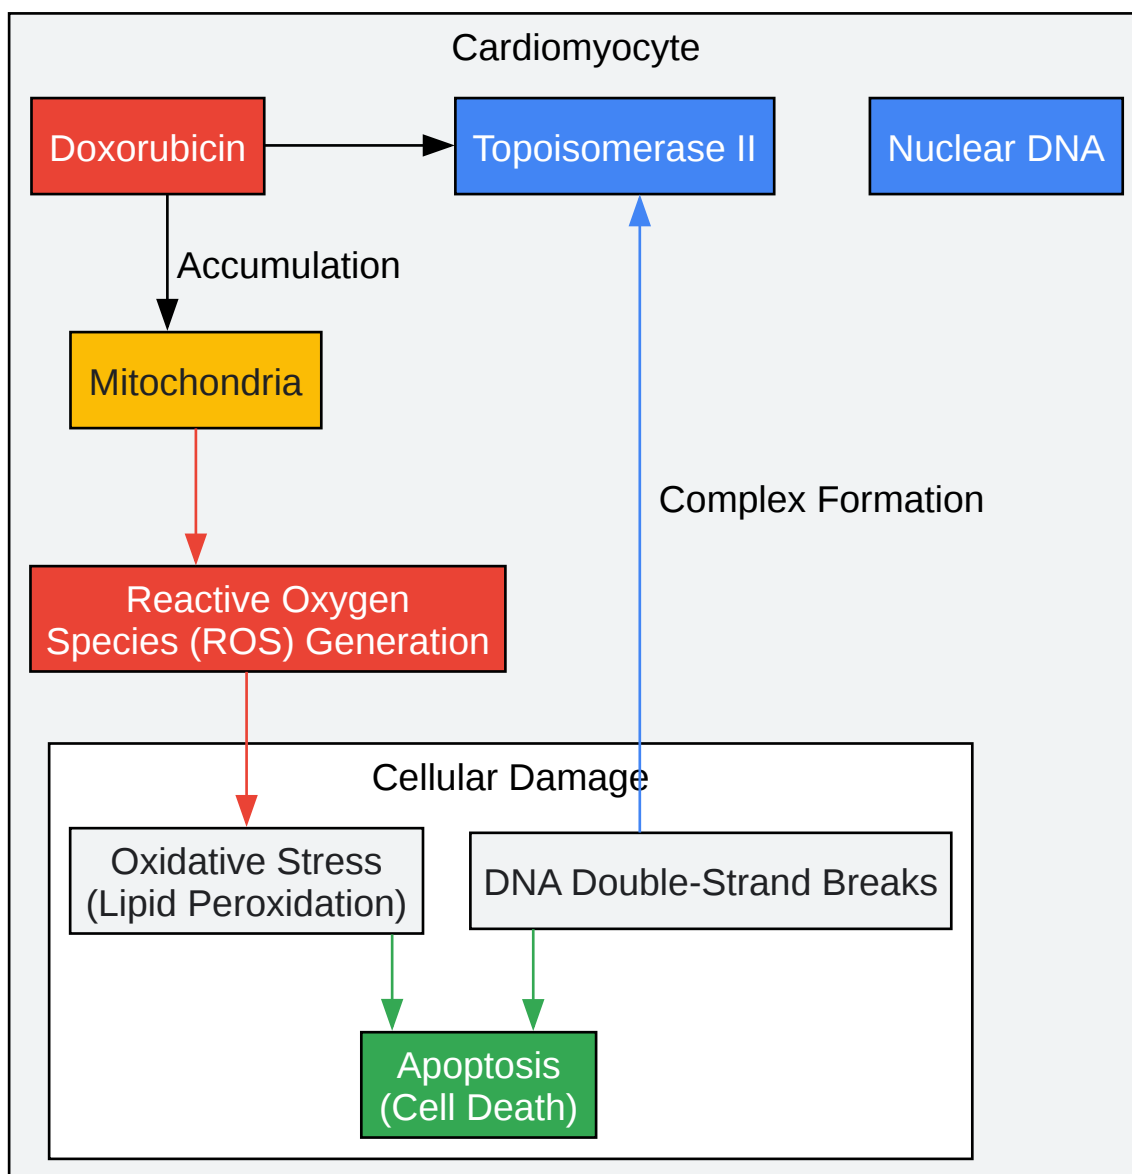 Cardiomyocyte
Doxorubicin
Topoisomerase II
Nuclear DNA
Accumulation
Mitochondria
Complex Formation
Reactive Oxygen
Species (ROS) Generation
Cellular Damage
Oxidative Stress
(Lipid Peroxidation)
DNA Double-Strand Breaks
Apoptosis
(Cell Death)